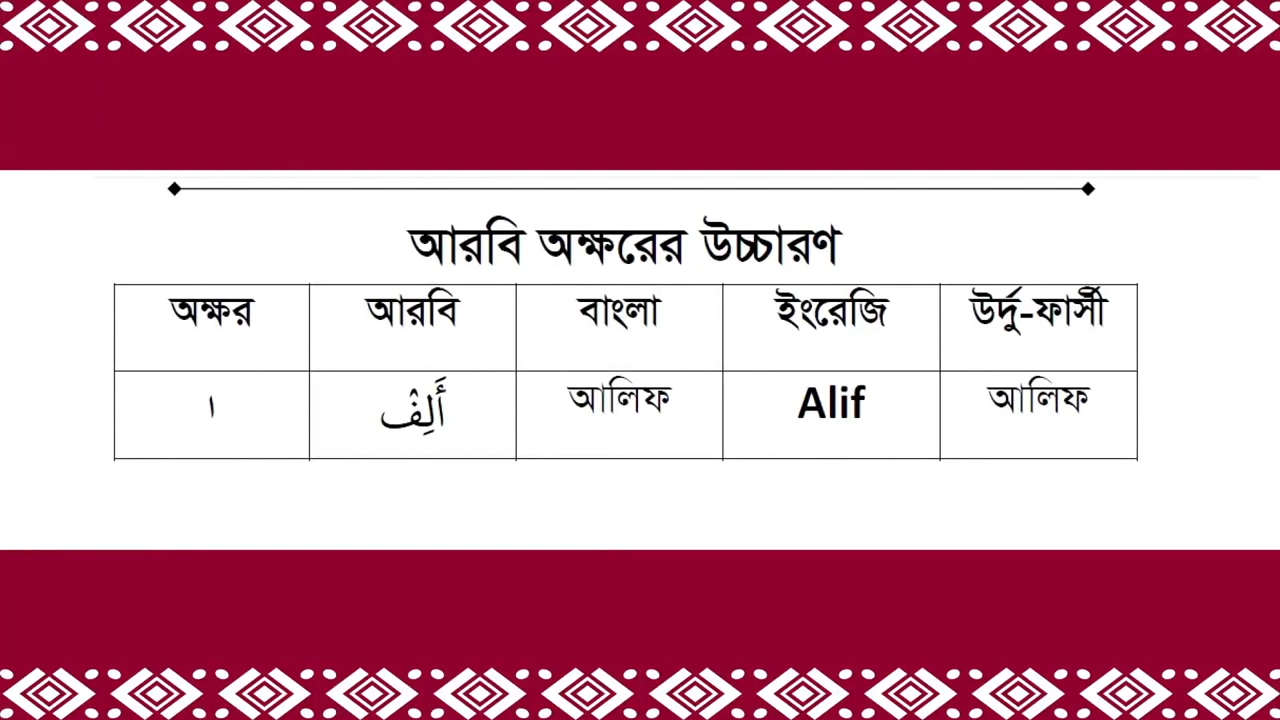 আরবি অক্ষরের উচ্চারণ
অক্ষর আরবি বাংলা ইংরেজি উর্দু-ফার্সী
ا أَلِفْ আলিফ Alif আলিফ